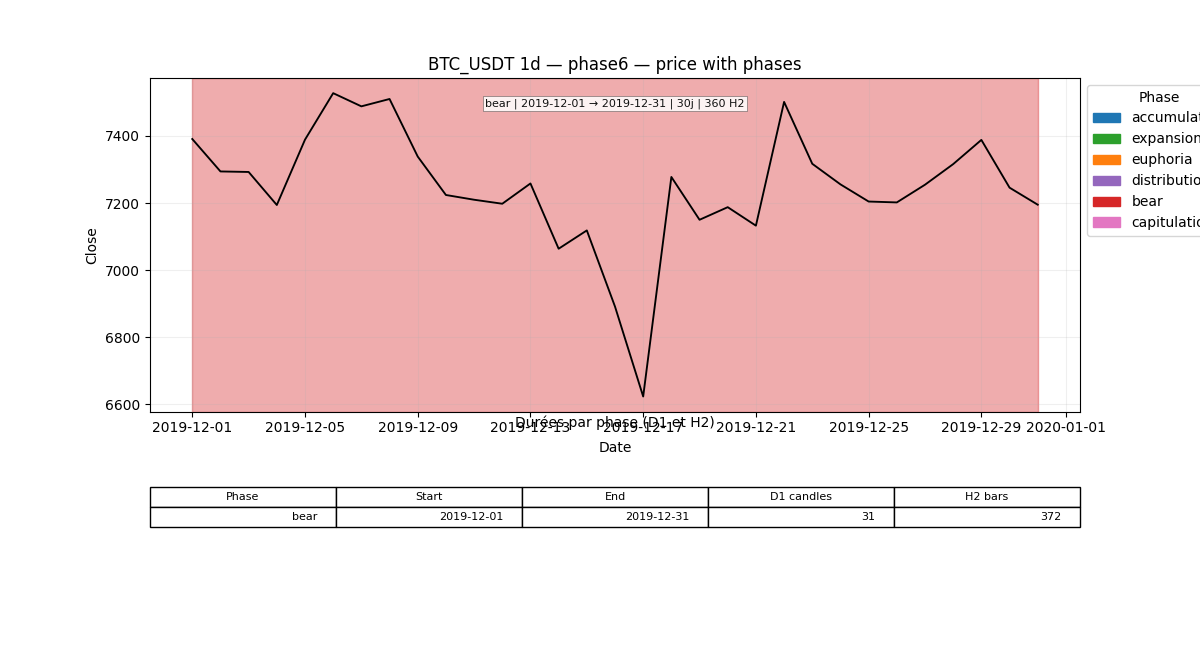 BTC_USDT 1d — phase6 — price with phases
bear | 2019-12-01 → 2019-12-31 | 30j | 360 H2
Phase
accumulat
expansion
euphoria
distributio
bear
capitulatio
Close
7400
7200
7000
6800
6600
2019-12-01 2019-12-05 2019-12-09 2019-12-13 2019-12-17 2019-12-21 2019-12-25 2019-12-29 2020-01-01
Durées par phase (D1 et H2)
Date
Phase Start End D1 candles H2 bars
bear 2019-12-01 2019-12-31 31 372